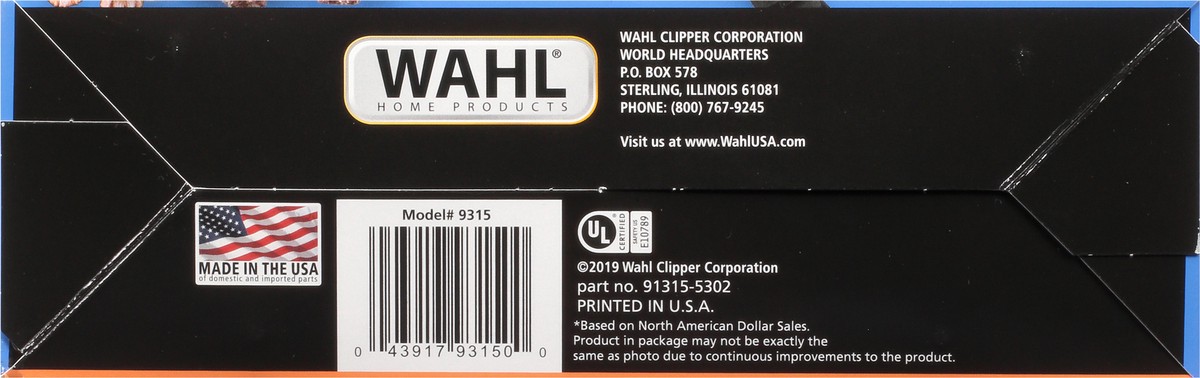 WAHL®
HOME PRODUCTS
WAHL CLIPPER CORPORATION
WORLD HEADQUARTERS
P.O. BOX 578
STERLING, ILLINOIS 61081
PHONE: (800) 767-9245
Visit us at www.WahlUSA.com
MADE IN THE USA
of domestic and imported parts
Model# 9315
0 43917 93150 0
UL® CERTIFIED
SAFETY US
E10789
©2019 Wahl Clipper Corporation
part no. 91315-5302
PRINTED IN U.S.A.
*Based on North American Dollar Sales.
Product in package may not be exactly the
same as photo due to continuous improvements to the product.